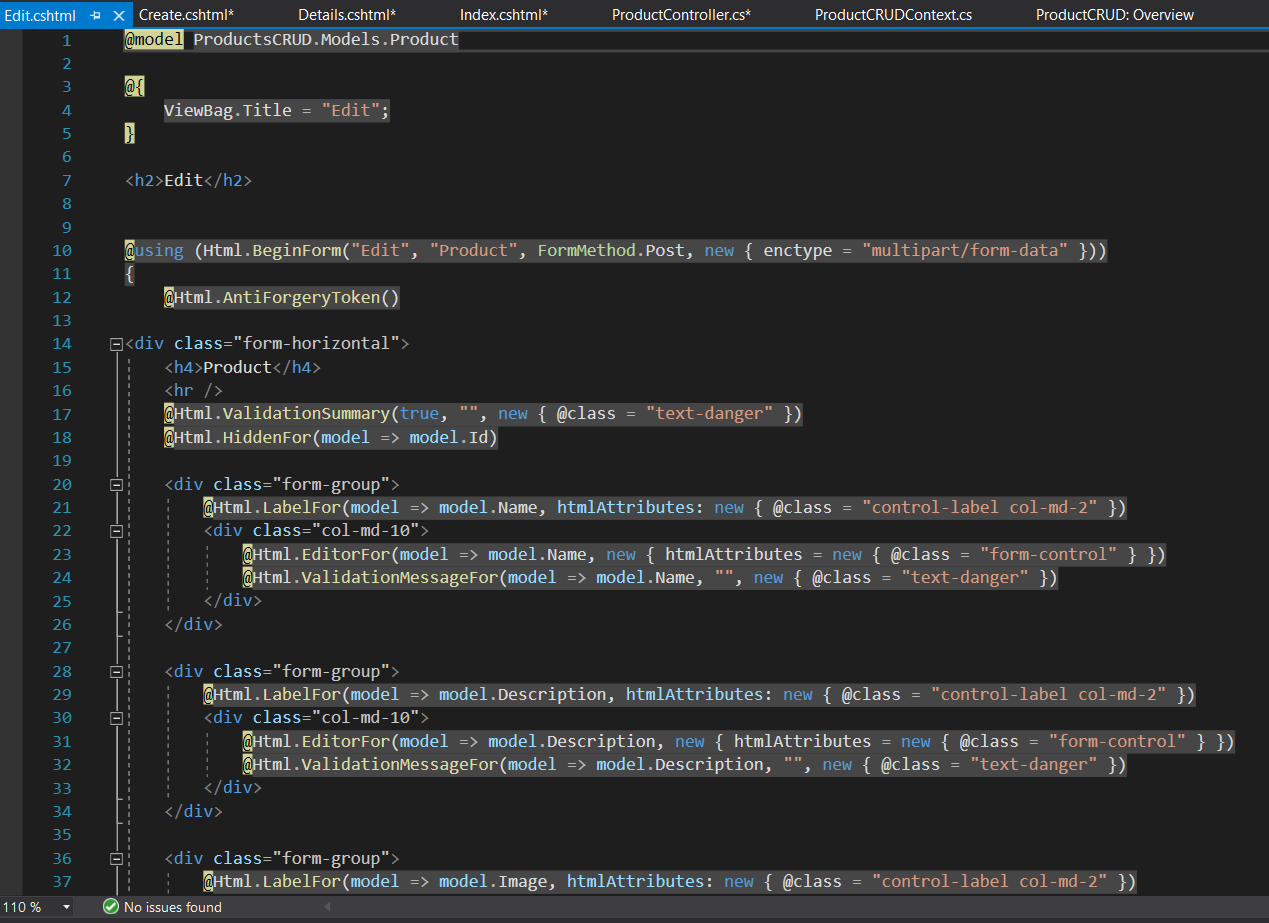 Edit.cshtml Create.cshtml* Details.cshtml* Index.cshtml* ProductController.cs* ProductCRUDContext.cs ProductCRUD: Overview
1 @model ProductsCRUD.Models.Product
2
3 @{
4 ViewBag.Title = "Edit";
5 }
6
7 <h2>Edit</h2>
8
9
10 @using (Html.BeginForm("Edit", "Product", FormMethod.Post, new { enctype = "multipart/form-data" }))
11 {
12 @Html.AntiForgeryToken()
13
14 <div class="form-horizontal">
15 <h4>Product</h4>
16 <hr />
17 @Html.ValidationSummary(true, "", new { @class = "text-danger" })
18 @Html.HiddenFor(model => model.Id)
19
20 <div class="form-group">
21 @Html.LabelFor(model => model.Name, htmlAttributes: new { @class = "control-label col-md-2" })
22 <div class="col-md-10">
23 @Html.EditorFor(model => model.Name, new { htmlAttributes = new { @class = "form-control" } })
24 @Html.ValidationMessageFor(model => model.Name, "", new { @class = "text-danger" })
25 </div>
26 </div>
27
28 <div class="form-group">
29 @Html.LabelFor(model => model.Description, htmlAttributes: new { @class = "control-label col-md-2" })
30 <div class="col-md-10">
31 @Html.EditorFor(model => model.Description, new { htmlAttributes = new { @class = "form-control" } })
32 @Html.ValidationMessageFor(model => model.Description, "", new { @class = "text-danger" })
33 </div>
34 </div>
35
36 <div class="form-group">
37 @Html.LabelFor(model => model.Image, htmlAttributes: new { @class = "control-label col-md-2" })
110 % No issues found